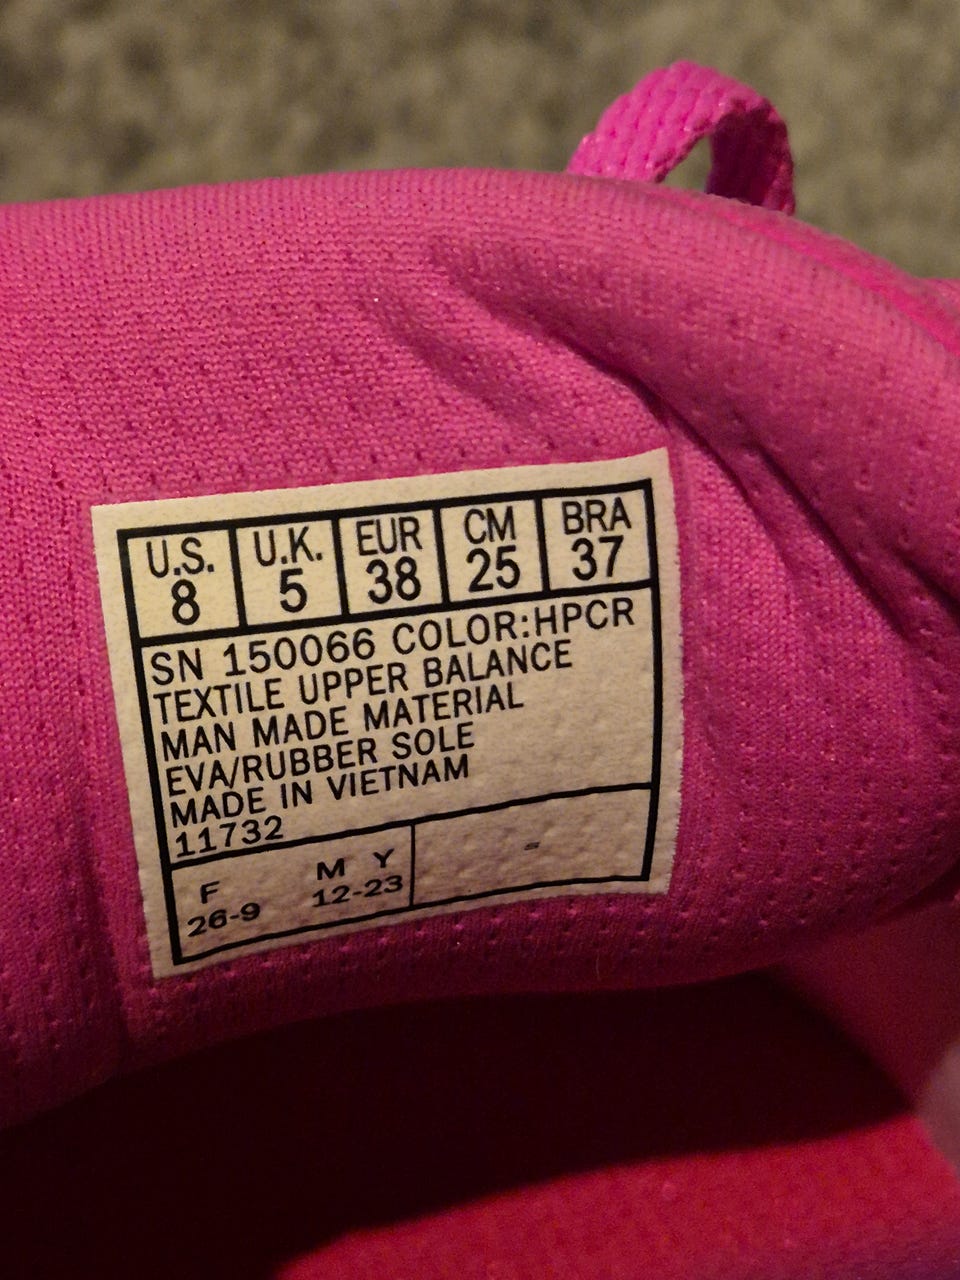 U.S. U.K. EUR CM BRA
8 5 38 25 37
SN 150066 COLOR:HPCR
TEXTILE UPPER BALANCE
MAN MADE MATERIAL
EVA/RUBBER SOLE
MADE IN VIETNAM
11732
F M Y
26-9 12-23